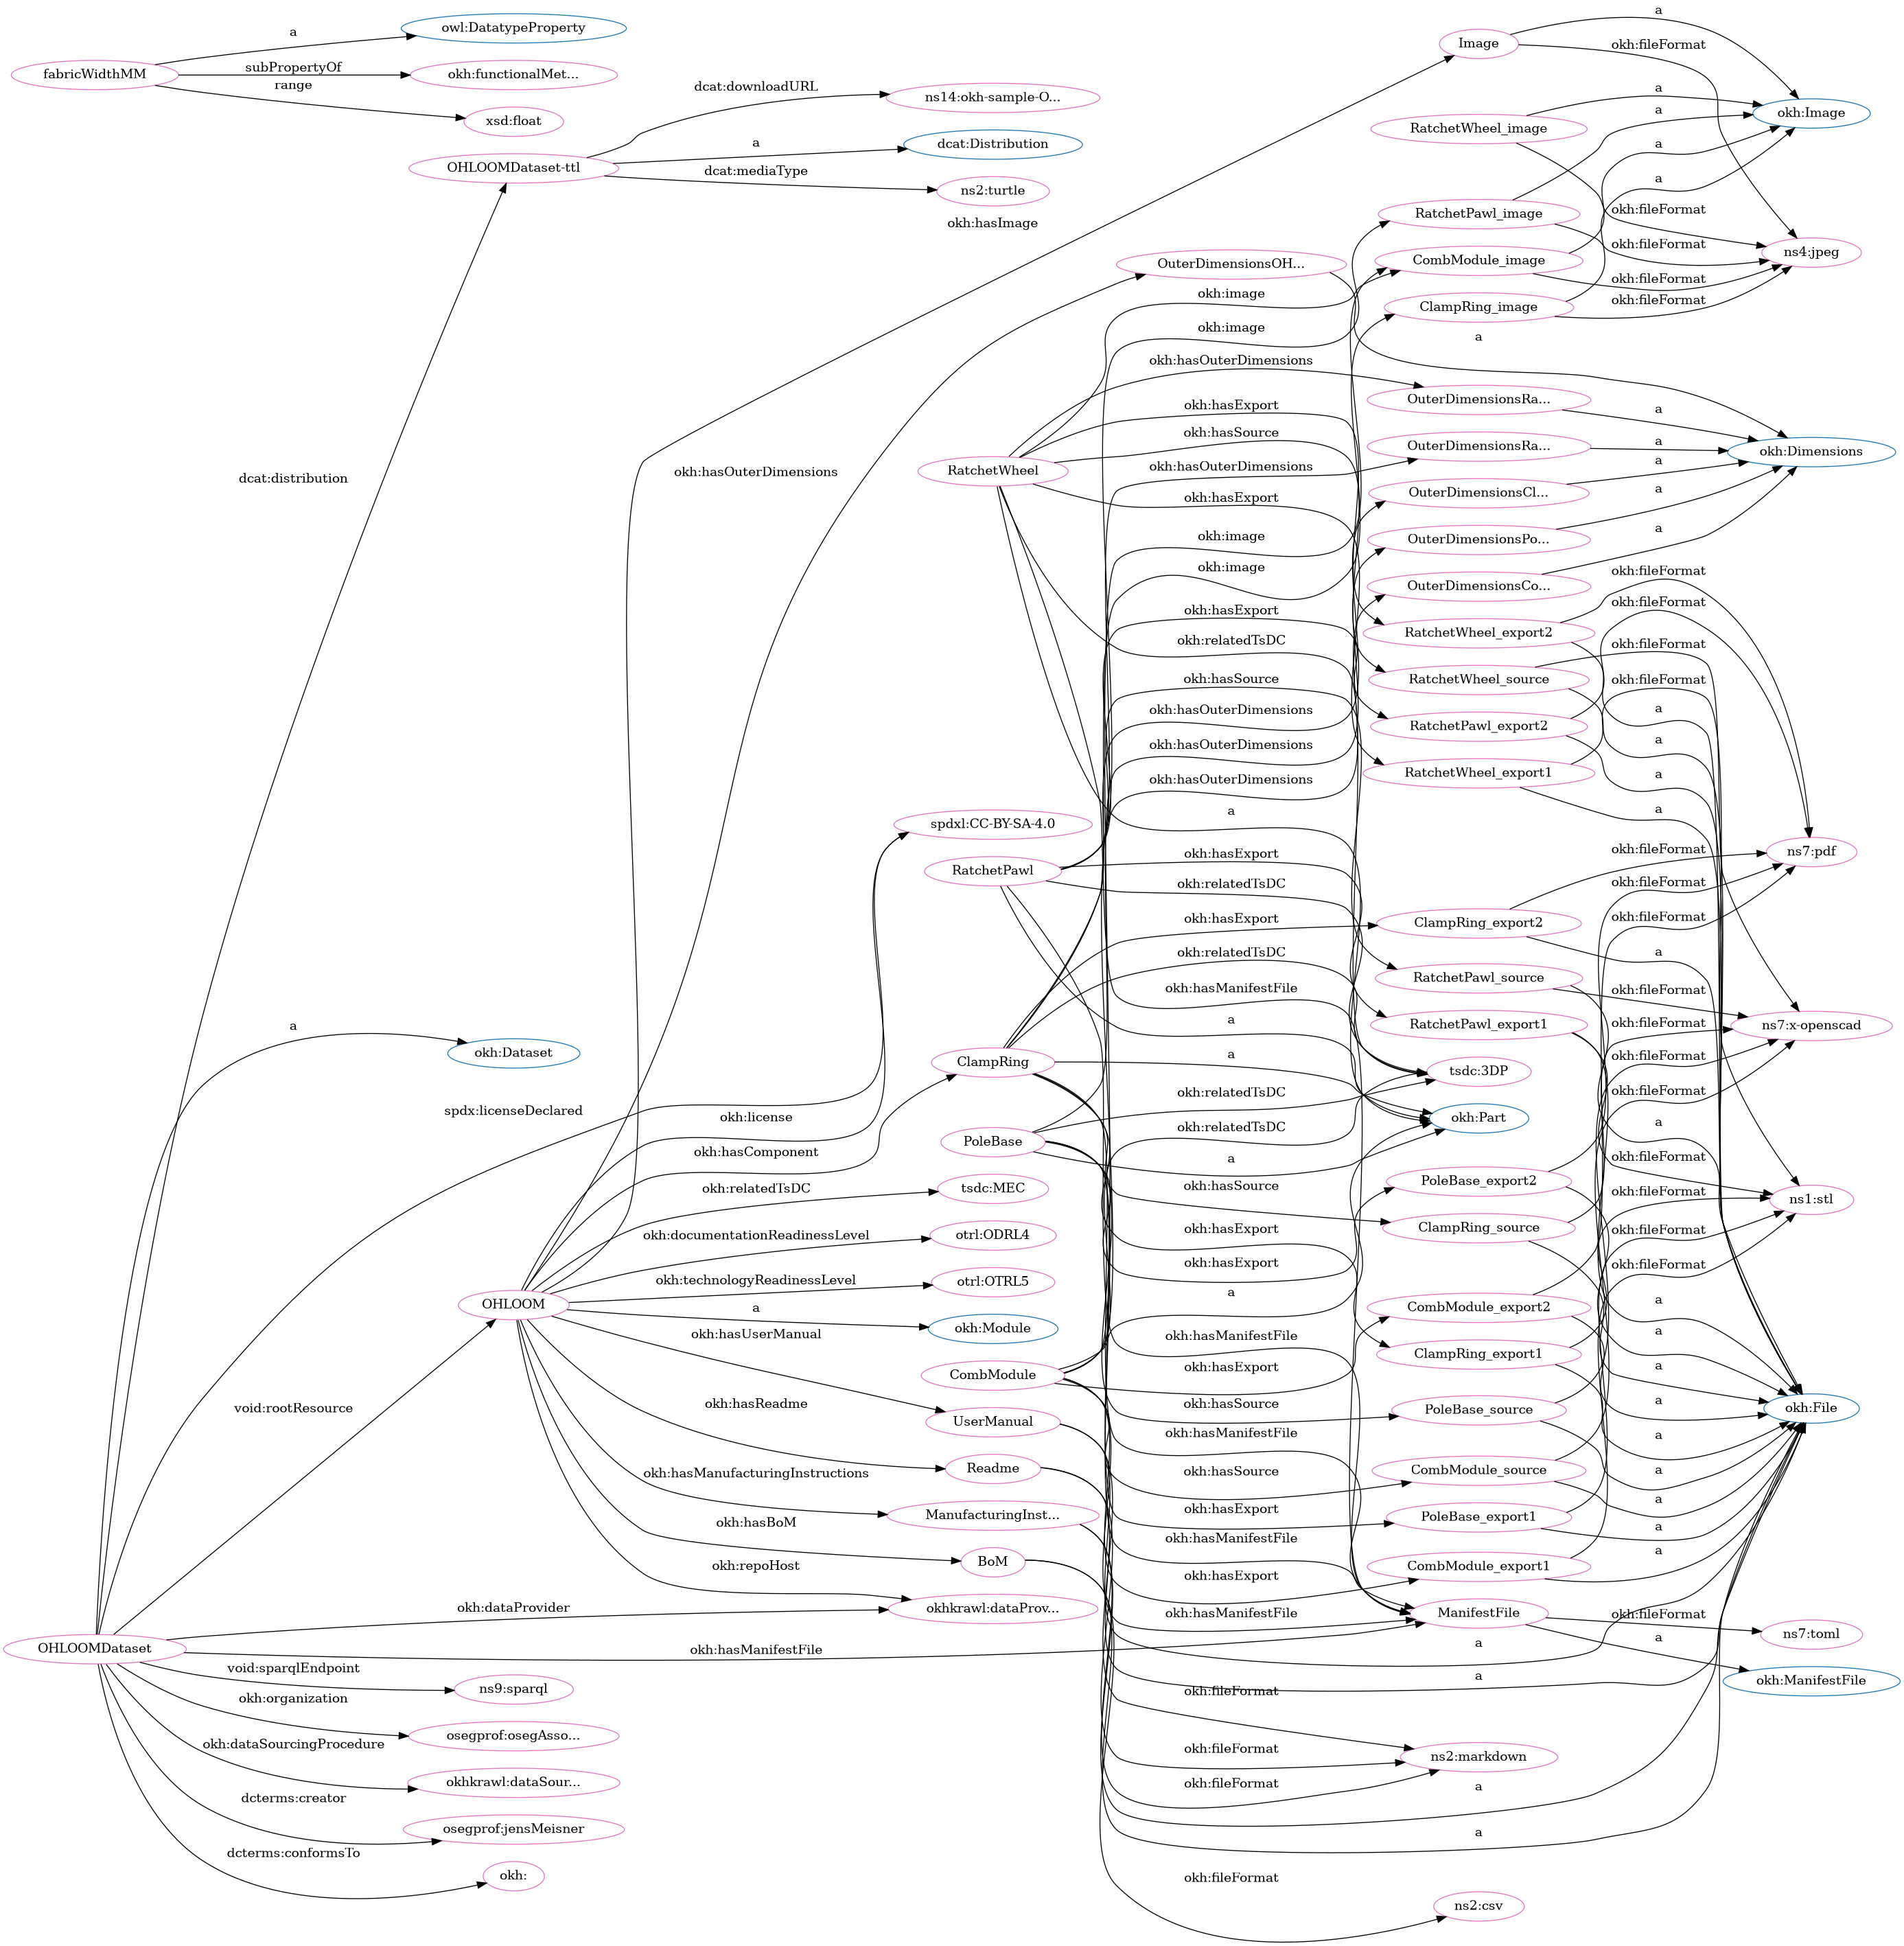 fabricWidthMM
a
owl:DatatypeProperty
subPropertyOf
okh:functionalMet...
range
xsd:float
OHLOOMDataset-ttl
dcat:downloadURL
ns14:okh-sample-O...
a
dcat:Distribution
dcat:mediaType
ns2:turtle
dcat:distribution
a
okh:Dataset
spdx:licenseDeclared
void:rootResource
OHLOOMDataset
okh:dataProvider
okh:hasManifestFile
void:sparqlEndpoint
ns9:sparql
okh:organization
osegprof:osegAsso...
okh:dataSourcingProcedure
okhkrawl:dataSour...
dcterms:creator
osegprof:jensMeisner
dcterms:conformsTo
okh:
OHLOOM
okh:hasImage
okh:hasOuterDimensions
okh:license
okh:hasComponent
okh:relatedTsDC
okh:documentationReadinessLevel
okh:technologyReadinessLevel
a
okh:hasUserManual
okh:hasReadme
okh:hasManufacturingInstructions
okh:hasBoM
okh:repoHost
RatchetWheel
spdxl:CC-BY-SA-4.0
RatchetPawl
ClampRing
PoleBase
tsdc:MEC
otrl:ODRL4
otrl:OTRL5
okh:Module
CombModule
UserManual
Readme
ManufacturingInst...
BoM
okhkrawl:dataProv...
OuterDimensionsOH...
okh:image
okh:image
okh:hasOuterDimensions
okh:hasExport
okh:hasSource
okh:hasOuterDimensions
okh:hasExport
okh:image
okh:image
okh:hasExport
okh:relatedTsDC
okh:hasSource
okh:hasOuterDimensions
okh:hasOuterDimensions
okh:hasOuterDimensions
a
okh:hasExport
okh:relatedTsDC
okh:hasExport
okh:relatedTsDC
okh:hasManifestFile
a
a
okh:relatedTsDC
okh:relatedTsDC
a
okh:hasSource
okh:hasExport
okh:hasExport
a
okh:hasManifestFile
okh:hasExport
okh:hasSource
okh:hasManifestFile
okh:hasSource
okh:hasExport
okh:hasManifestFile
okh:hasExport
okh:hasManifestFile
okh:fileFormat
okh:fileFormat
okh:fileFormat
okh:fileFormat
Image
RatchetWheel_image
RatchetPawl_image
CombModule_image
ClampRing_image
a
OuterDimensionsRa...
OuterDimensionsRa...
OuterDimensionsCl...
OuterDimensionsPo...
OuterDimensionsCo...
RatchetWheel_export2
RatchetWheel_source
RatchetPawl_export2
RatchetWheel_export1
ClampRing_export2
RatchetPawl_source
RatchetPawl_export1
tsdc:3DP
okh:Part
PoleBase_export2
ClampRing_source
CombModule_export2
ClampRing_export1
PoleBase_source
CombModule_source
PoleBase_export1
CombModule_export1
ManifestFile
a
a
ns2:markdown
a
a
ns2:csv
a
okh:fileFormat
a
a
a
a
okh:fileFormat
okh:fileFormat
okh:fileFormat
okh:fileFormat
a
a
a
a
a
okh:fileFormat
okh:fileFormat
okh:fileFormat
okh:fileFormat
a
a
a
a
okh:fileFormat
okh:fileFormat
okh:fileFormat
okh:fileFormat
okh:fileFormat
okh:fileFormat
okh:fileFormat
a
okh:fileFormat
okh:fileFormat
okh:fileFormat
okh:fileFormat
a
a
a
a
a
a
a
a
a
okh:fileFormat
a
okh:Image
ns4:jpeg
okh:Dimensions
ns7:pdf
ns7:x-openscad
ns1:stl
okh:File
ns7:toml
okh:ManifestFile